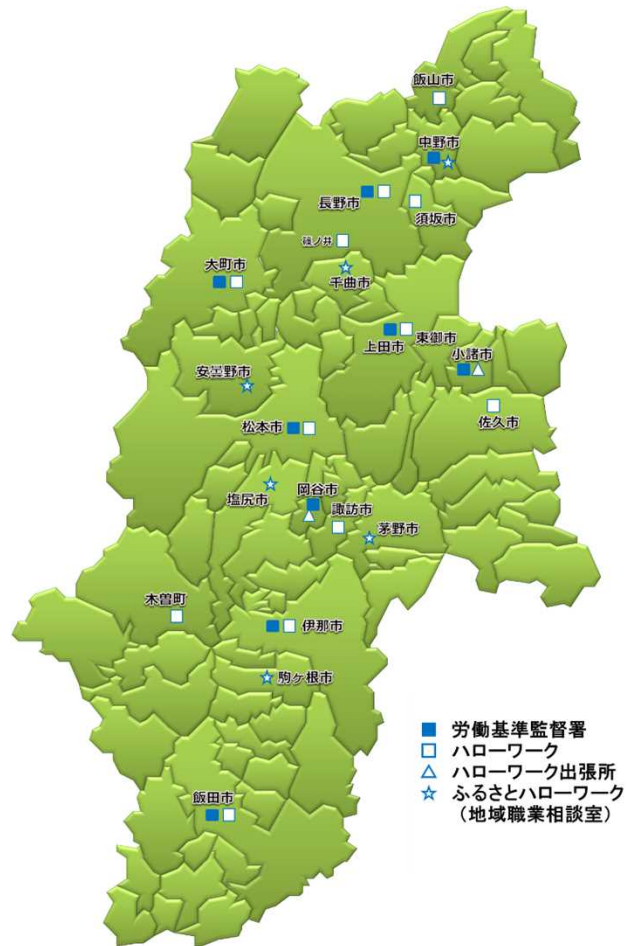 飯山市
中野市
長野市
須坂市
篠ノ井
大町市
千曲市
上田市
東御市
小諸市
安曇野市
佐久市
松本市
塩尻市
岡谷市
諏訪市
茅野市
木曽町
伊那市
駒ヶ根市
飯田市
労働基準監督署
ハローワーク
ハローワーク出張所
ふるさとハローワーク
（地域職業相談室）